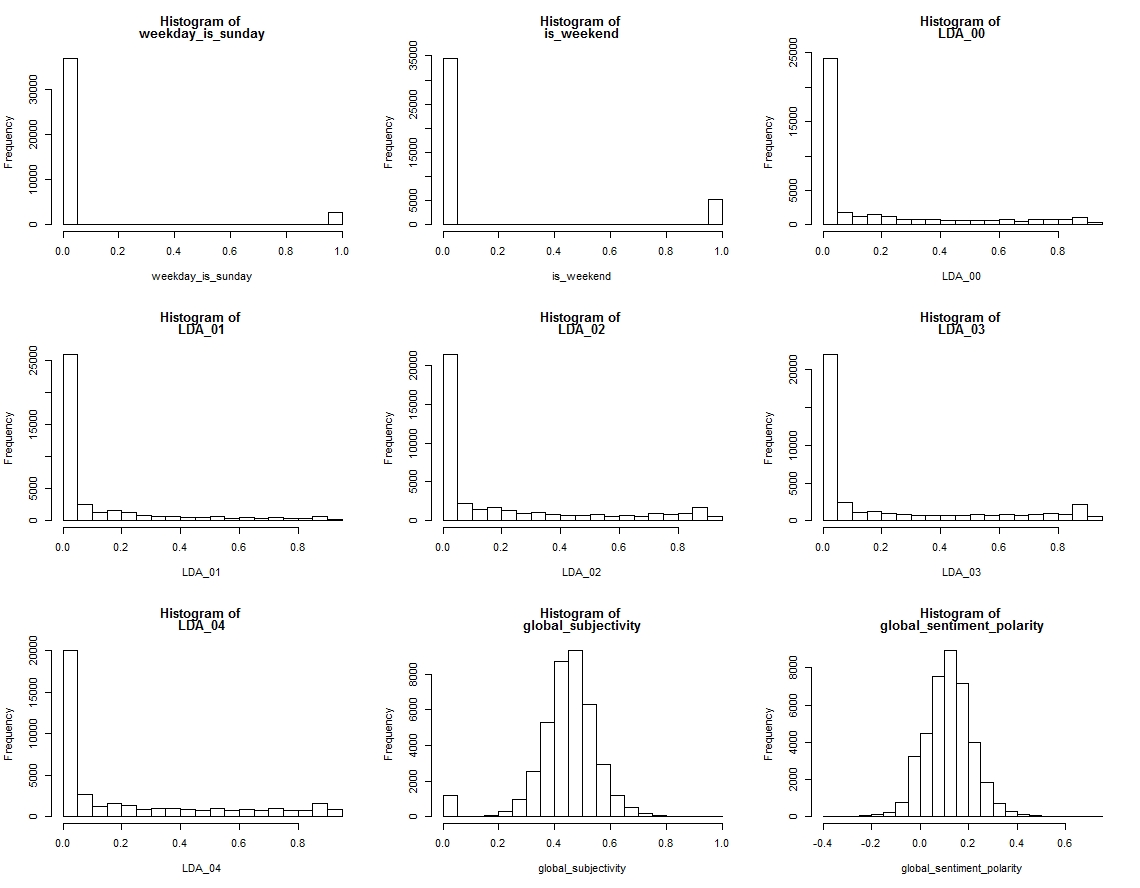 Histogram of
weekday_is_sunday
Frequency
0 10000 20000 30000
0.0 0.2 0.4 0.6 0.8 1.0
weekday_is_sunday
Histogram of
is_weekend
Frequency
0 5000 15000 25000 35000
0.0 0.2 0.4 0.6 0.8 1.0
is_weekend
Histogram of
LDA_00
Frequency
0 5000 15000 25000
0.0 0.2 0.4 0.6 0.8
LDA_00
Histogram of
LDA_01
Frequency
0 5000 15000 25000
0.0 0.2 0.4 0.6 0.8
LDA_01
Histogram of
LDA_02
Frequency
0 5000 10000 15000 20000
0.0 0.2 0.4 0.6 0.8
LDA_02
Histogram of
LDA_03
Frequency
0 5000 10000 20000
0.0 0.2 0.4 0.6 0.8
LDA_03
Histogram of
LDA_04
Frequency
0 5000 10000 15000 20000
0.0 0.2 0.4 0.6 0.8
LDA_04
Histogram of
global_subjectivity
Frequency
0 2000 4000 6000 8000
0.0 0.2 0.4 0.6 0.8 1.0
global_subjectivity
Histogram of
global_sentiment_polarity
Frequency
0 2000 4000 6000 8000
-0.4 -0.2 0.0 0.2 0.4 0.6
global_sentiment_polarity